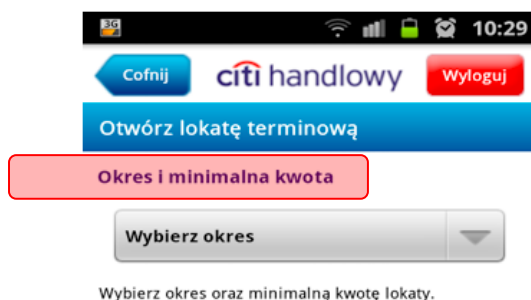 3G 10:29
Cofnij citi handlowy Wyloguj
Otwórz lokatę terminową
Okres i minimalna kwota
Wybierz okres
Wybierz okres oraz minimalną kwotę lokaty.